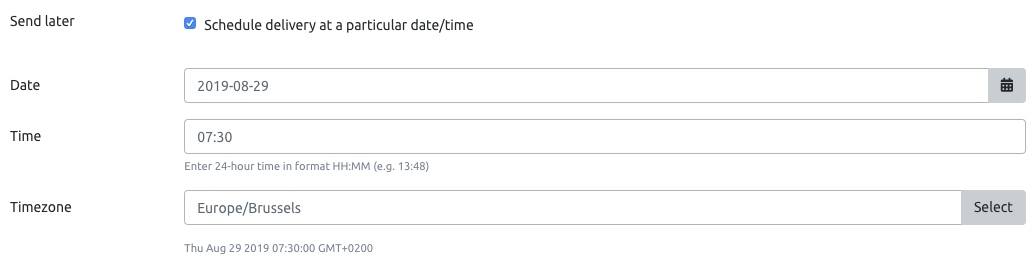 Send later
Schedule delivery at a particular date/time
Date
2019-08-29
Time
07:30
Enter 24-hour time in format HH:MM (e.g. 13:48)
Timezone
Europe/Brussels
Select
Thu Aug 29 2019 07:30:00 GMT+0200